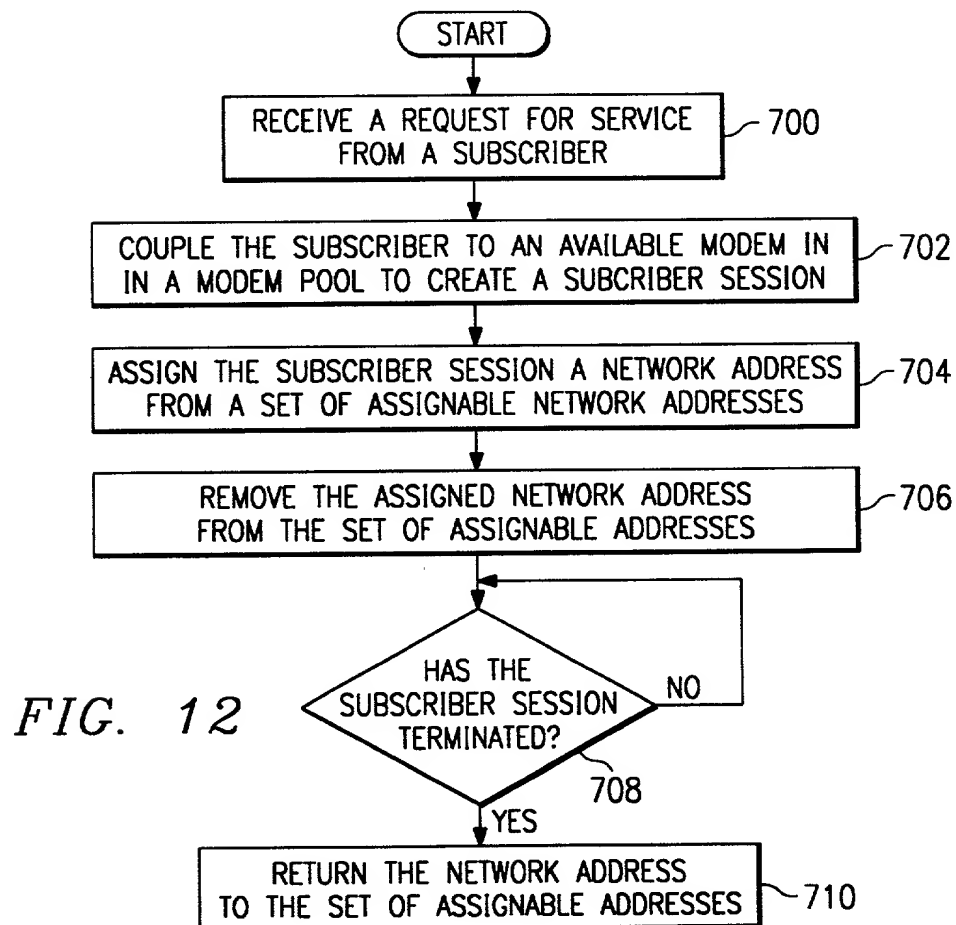 START
RECEIVE A REQUEST FOR SERVICE
FROM A SUBSCRIBER
700
COUPLE THE SUBSCRIBER TO AN AVAILABLE MODEM IN
IN A MODEM POOL TO CREATE A SUBCRIBER SESSION
702
ASSIGN THE SUBSCRIBER SESSION A NETWORK ADDRESS
FROM A SET OF ASSIGNABLE NETWORK ADDRESSES
704
REMOVE THE ASSIGNED NETWORK ADDRESS
FROM THE SET OF ASSIGNABLE ADDRESSES
706
HAS THE
SUBSCRIBER SESSION
TERMINATED?
NO
708
FIG. 12
YES
RETURN THE NETWORK ADDRESS
TO THE SET OF ASSIGNABLE ADDRESSES
710